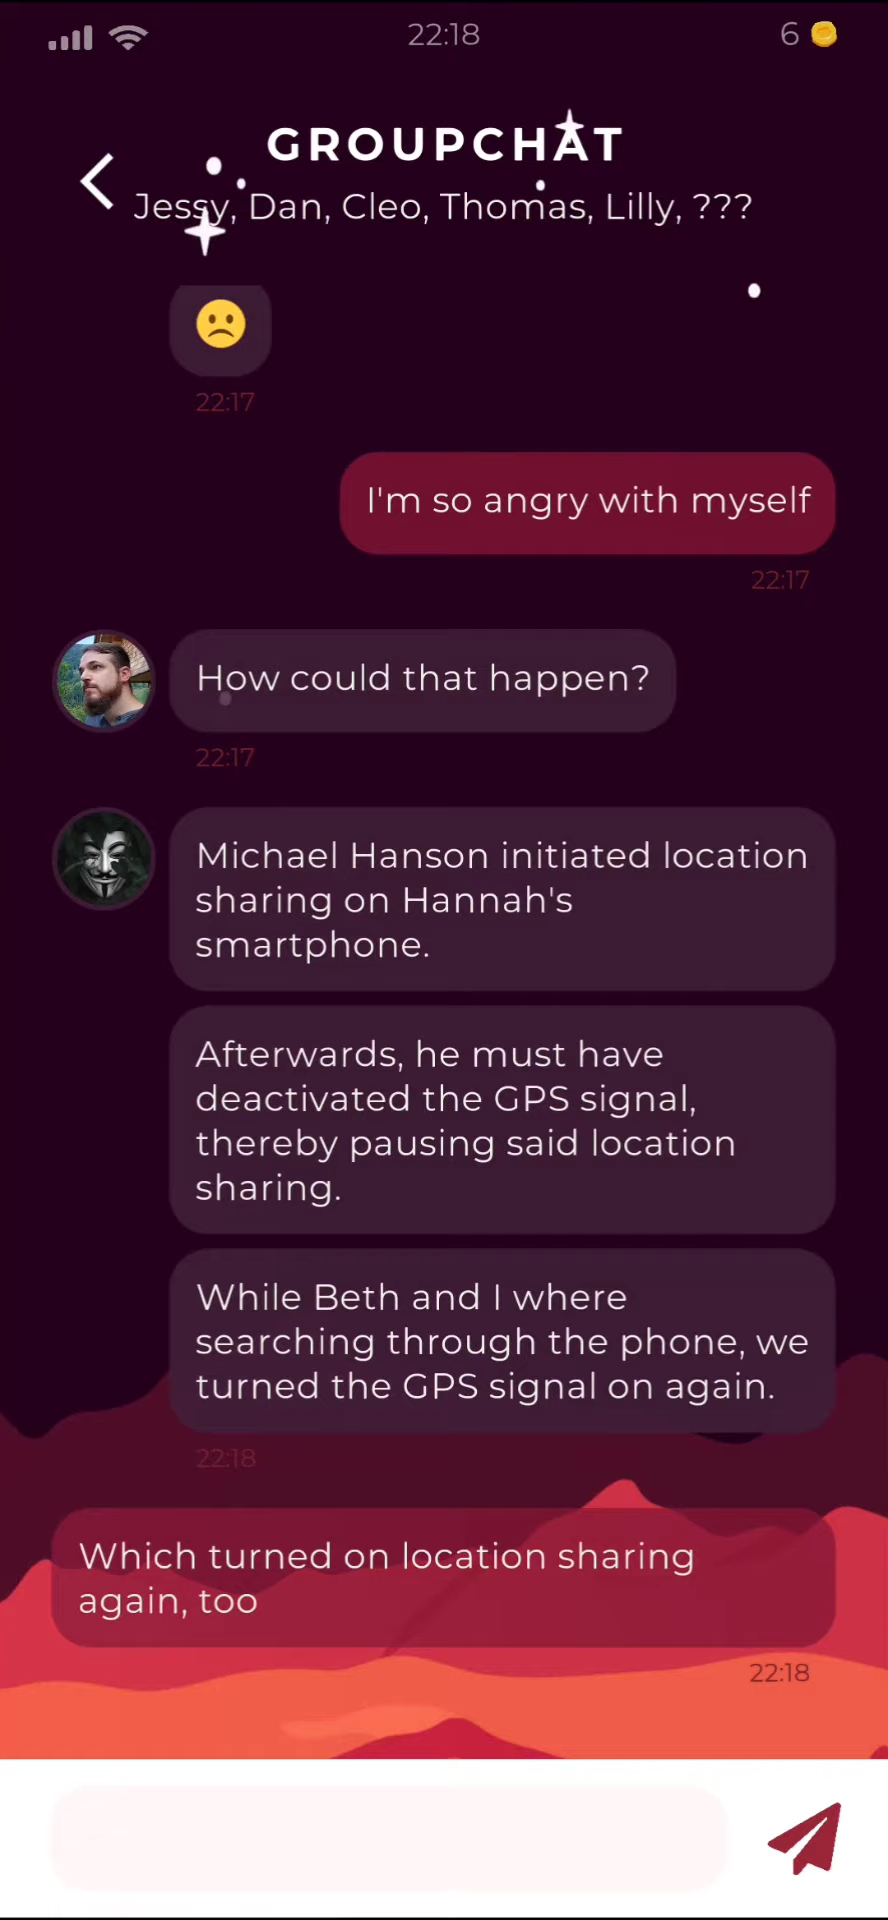 22:18
6
GROUPCHAT
Jessy, Dan, Cleo, Thomas, Lilly, ???
22:17
I'm so angry with myself
22:17
How could that happen?
22:17
Michael Hanson initiated location
sharing on Hannah's
smartphone.
Afterwards, he must have
deactivated the GPS signal,
thereby pausing said location
sharing.
While Beth and I where
searching through the phone, we
turned the GPS signal on again.
22:18
Which turned on location sharing
again, too
22:18